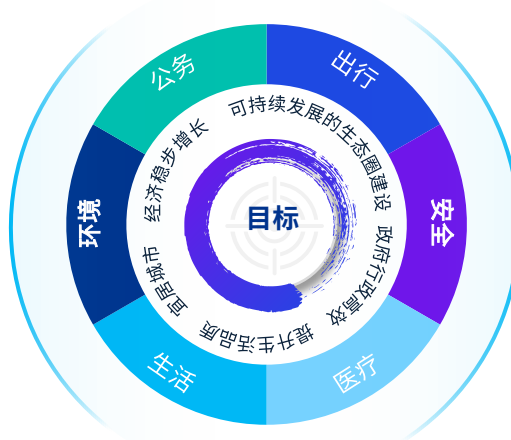 公务
出行
安全
医疗
生活
环境
可持续发展的生态圈建设
政府行政高效
提升生活品质
宜居城市
经济稳步增长
目标